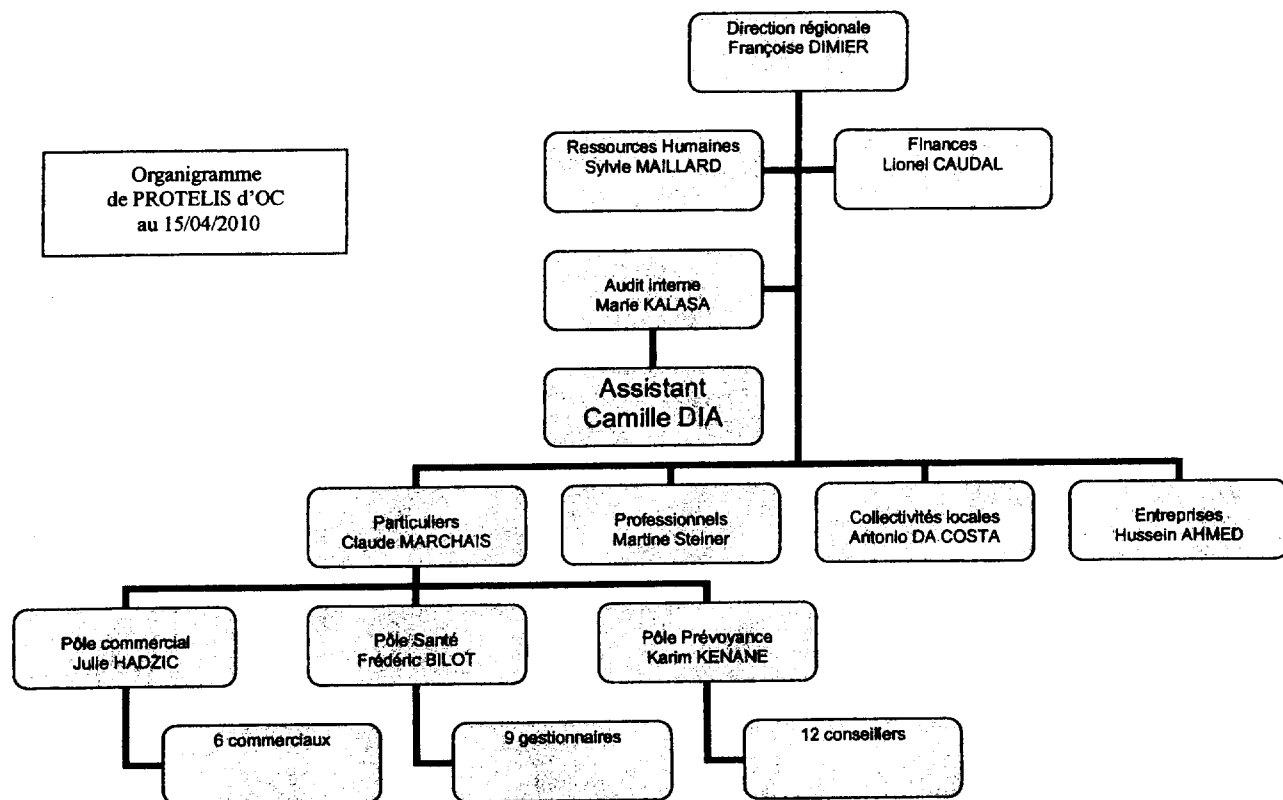 Direction régionale
Françoise DIMIER
Ressources Humaines
Sylvie MAILLARD
Finances
Lionel CAUDAL
Organigramme
de PROTELIS d'OC
au 15/04/2010
Audit interne
Marie KALASA
Assistant
Camille DIA
Particuliers
Claude MARCHAIS
Professionnels
Martine Steiner
Collectivités locales
Antonio DA COSTA
Entreprises
Hussein AHMED
Pôle commercial
Julie HADŽIC
Pôle Santé
Frédéric BILOT
Pôle Prévoyance
Karim KENANE
6 commerciaux
9 gestionnaires
12 conseillers